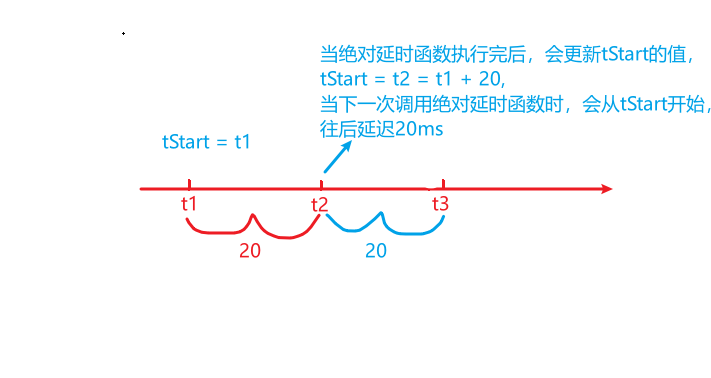 当绝对延时函数执行完后，会更新tStart的值，
tStart = t2 = t1 + 20,
当下一次调用绝对延时函数时，会从tStart开始，
往后延迟20ms
tStart = t1
t1
t2
t3
20
20